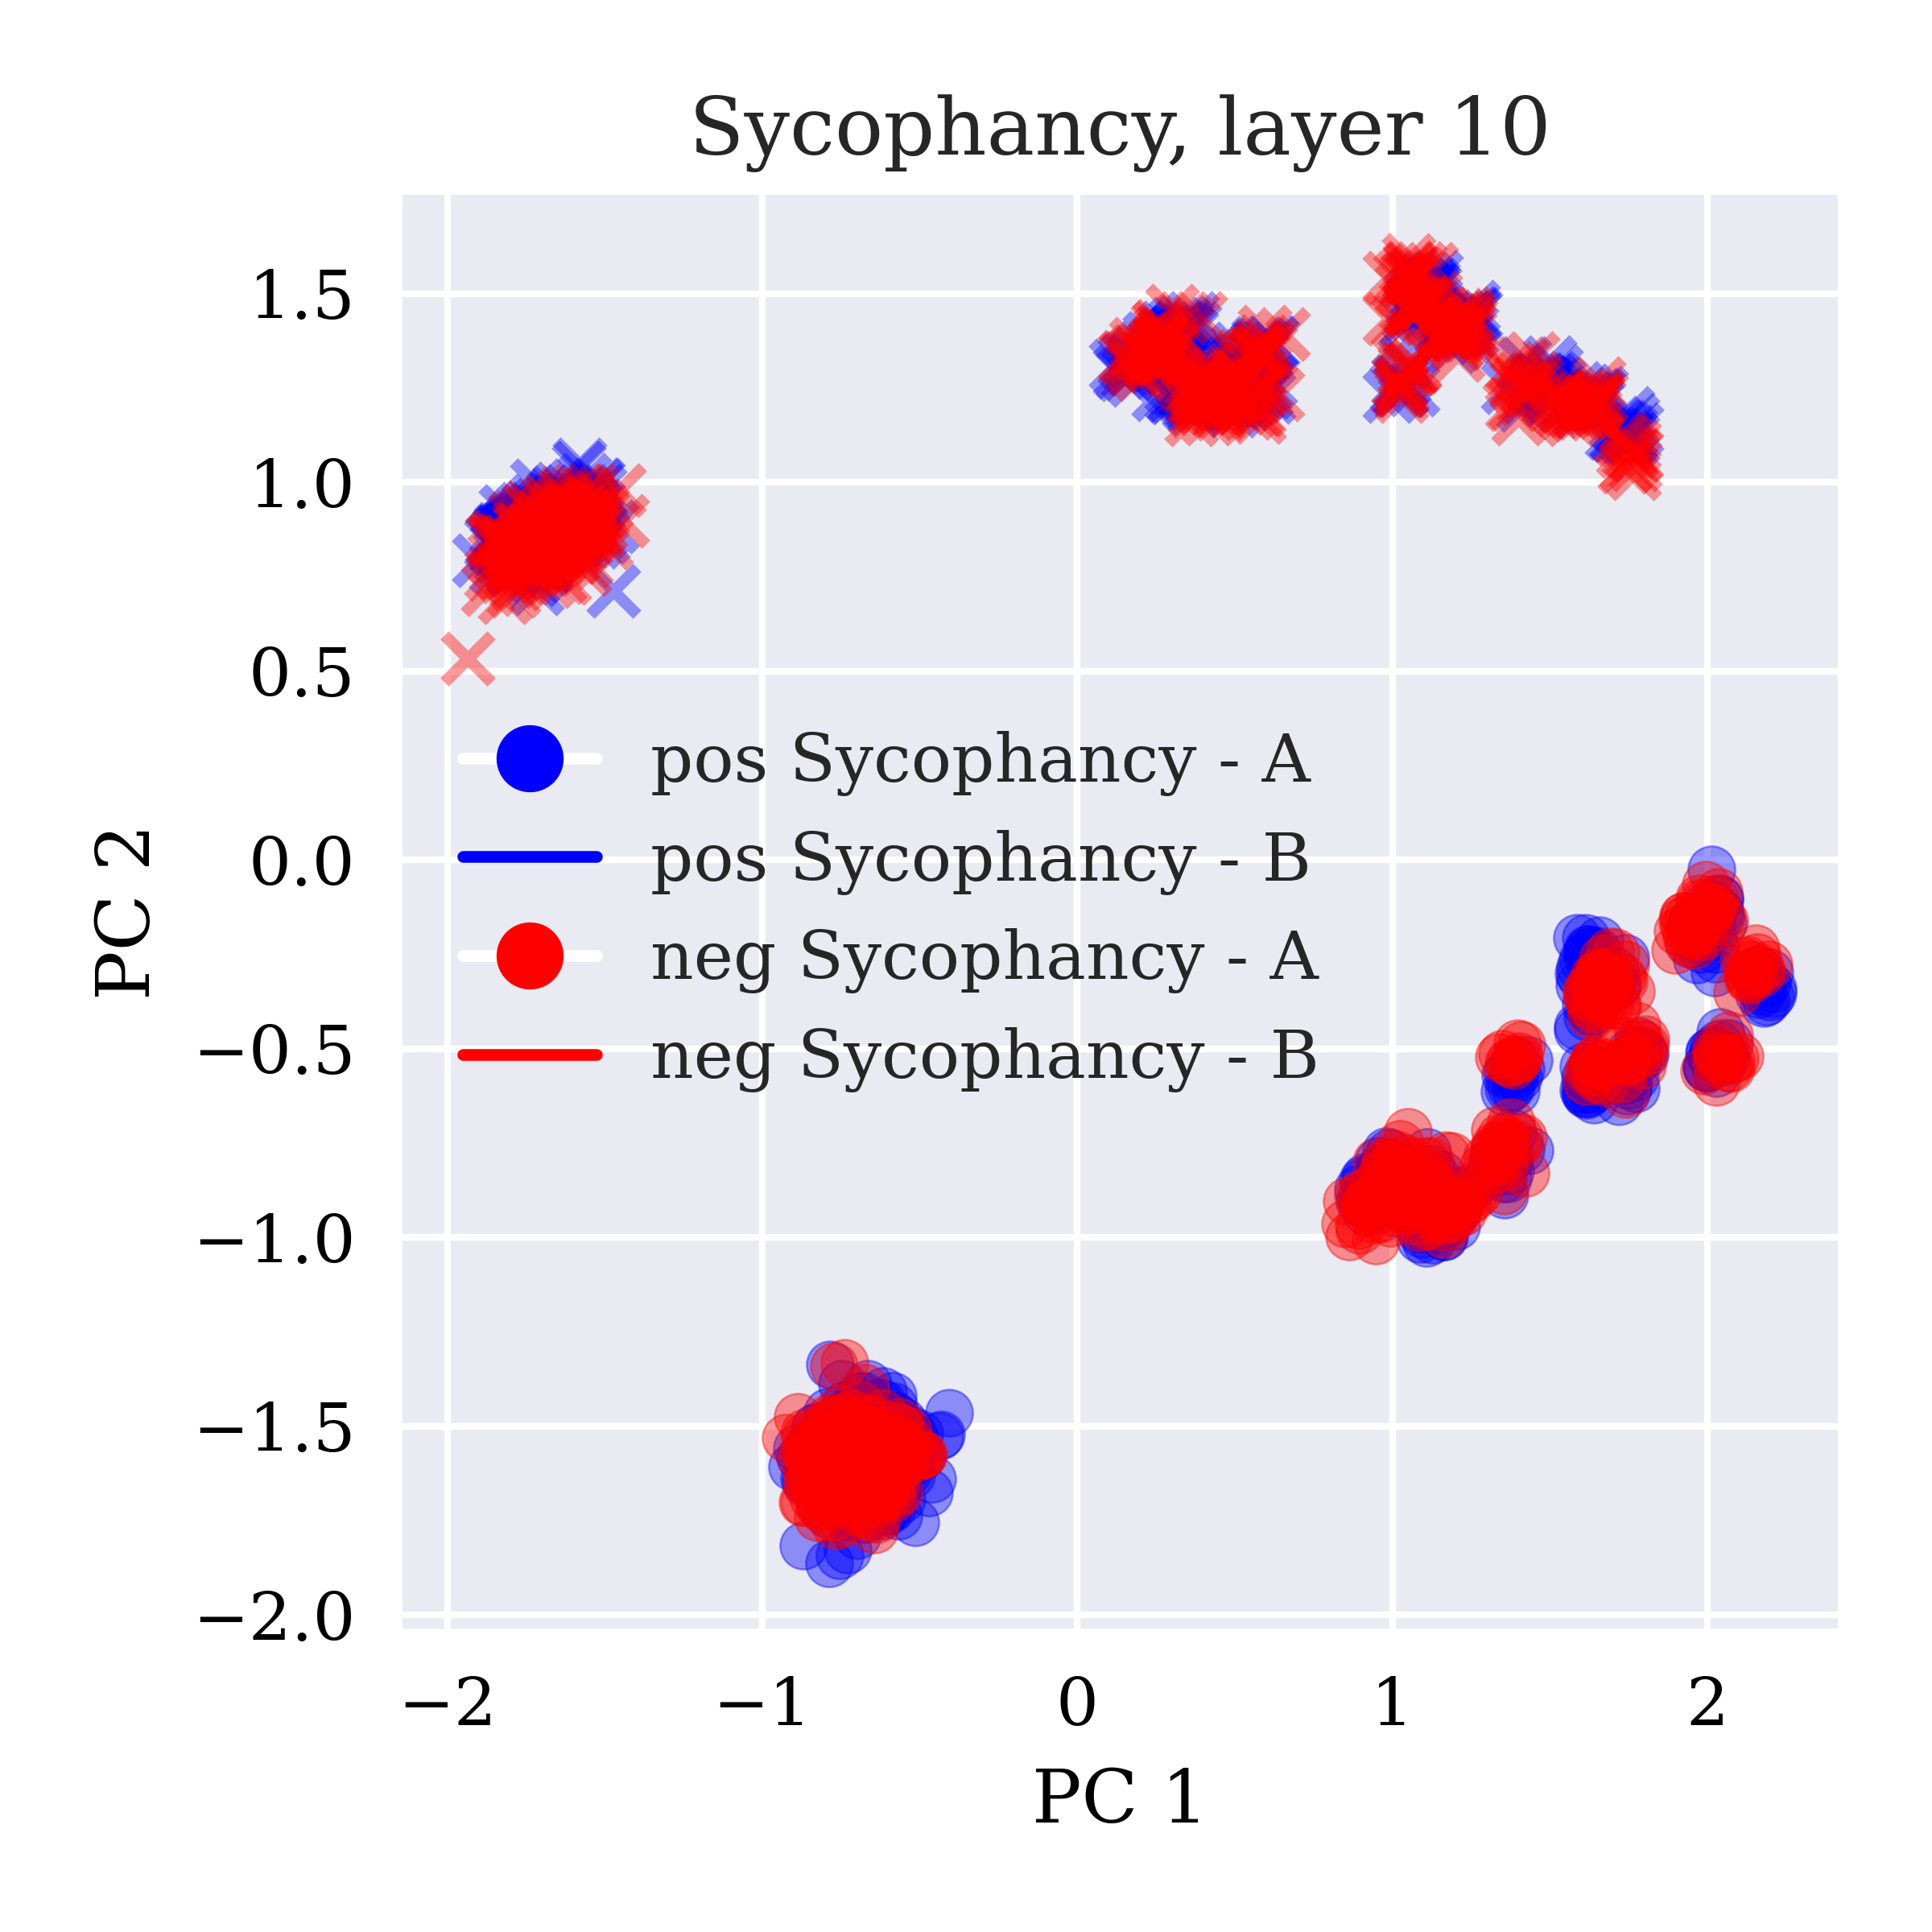 Sycophancy, layer 10
1.5
1.0
0.5
0.0
−0.5
−1.0
−1.5
−2.0
PC 2
pos Sycophancy - A
pos Sycophancy - B
neg Sycophancy - A
neg Sycophancy - B
−2 −1 0 1 2
PC 1